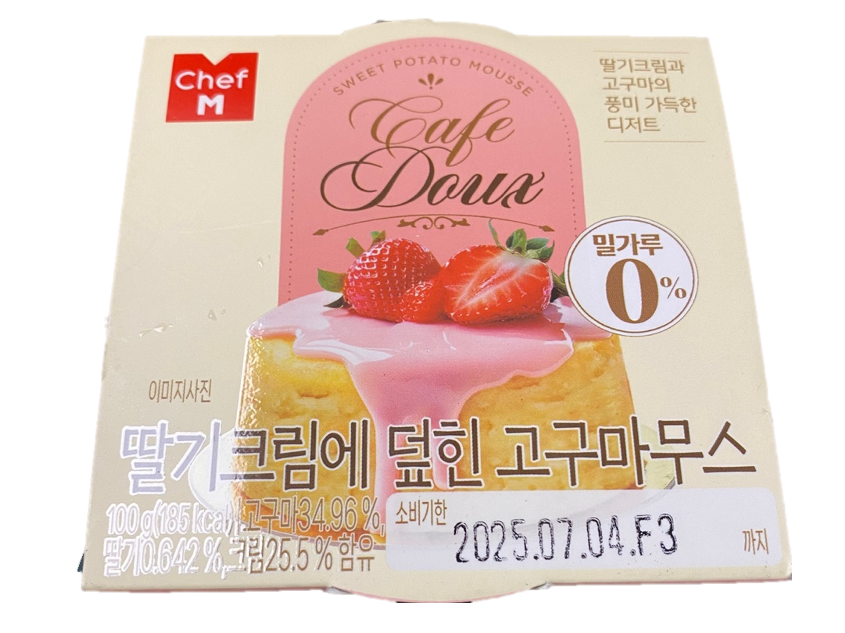 Chef
M
SWEET POTATO MOUSSE
Cafe
Doux
딸기크림과
고구마의
풍미 가득한
디저트
밀가루
0%
이미지사진
딸기크림에 덮힌 고구마무스
100 g(185 kcal), 고구마34.96 %,
딸기0.642 %, 크림25.5 % 함유
소비기한
2025.07.04.F3
까지